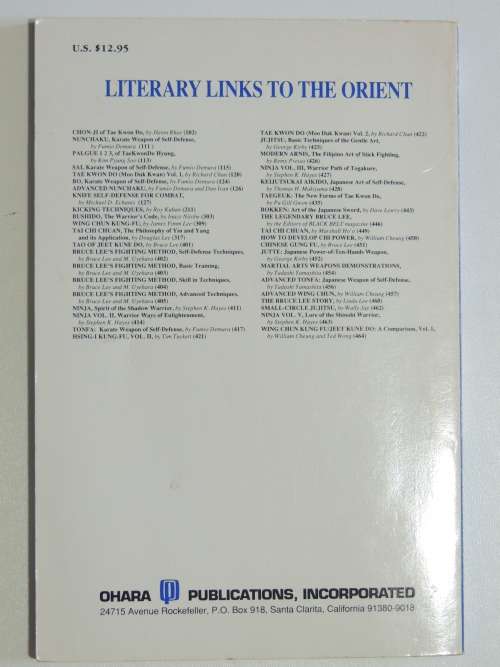 U.S. $12.95
LITERARY LINKS TO THE ORIENT
CHON-JI of Tae Kwon Do, by Jhoon Rhee (102)
NUNCHAKU, Karate Weapon of Self-Defense,
by Fumio Demura (111)
PALGUE 1 2 3, of TaeKwonDo Hyung,
by Kim Pyung Soo (113)
SAI, Karate Weapon of Self-Defense, by Fumio Demura (115)
TAE KWON DO (Moo Duk Kwan) Vol. I, by Richard Chun (120)
BO, Karate Weapon of Self-Defense, by Fumio Demura (124)
ADVANCED NUNCHAKU, by Fumio Demura and Dan Ivan (126)
KNIFE SELF-DEFENSE FOR COMBAT,
by Michael D. Echanis (127)
KICKING TECHNIQUES, by Roy Kurban (211)
BUSHIDO, The Warrior's Code, by Inazo Nitobe (303)
WING CHUN KUNG-FU, by James Yimm Lee (309)
TAI CHI CHUAN, The Philosophy of Yin and Yang
and its Application, by Douglas Lee (317)
TAO OF JEET KUNE DO, by Bruce Lee (401)
BRUCE LEE'S FIGHTING METHOD, Self-Defense Techniques,
by Bruce Lee and M. Uyehara (402)
BRUCE LEE'S FIGHTING METHOD, Basic Training,
by Bruce Lee and M. Uyehara (403)
BRUCE LEE'S FIGHTING METHOD, Skill in Techniques,
by Bruce Lee and M. Uyehara (404)
BRUCE LEE'S FIGHTING METHOD, Advanced Techniques,
by Bruce Lee and M. Uyehara (405)
NINJA, Spirit of the Shadow Warrior, by Stephen K. Hayes (411)
NINJA VOL. II, Warrior Ways of Enlightenment,
by Stephen K. Hayes (414)
TONFA: Karate Weapon of Self-Defense, by Fumio Demura (417)
HSING-I KUNG-FU, VOL. II, by Tim Tackett (421)
TAE KWON DO (Moo Duk Kwan) Vol. 2, by Richard Chun (422)
JUJITSU, Basic Techniques of the Gentle Art,
by George Kirby (425)
MODERN ARNIS, The Filipino Art of Stick Fighting,
by Remy Presas (426)
NINJA VOL. III, Warrior Path of Togakure,
by Stephen K. Hayes (427)
KEIJUTSUKAI AIKIDO, Japanese Art of Self-Defense,
by Thomas H. Makiyama (428)
TAEGEUK: The New Forms of Tae Kwon Do,
by Pu Gill Gwon (435)
BOKKEN: Art of the Japanese Sword, by Dave Lowry (443)
THE LEGENDARY BRUCE LEE,
by the Editors of BLACK BELT magazine (446)
TAI CHI CHUAN, by Marshall Ho'o (449)
HOW TO DEVELOP CHI POWER, by William Cheung (450)
CHINESE GUNG FU, by Bruce Lee (451)
JUTTE: Japanese Power-of-Ten-Hands Weapon,
by George Kirby (452)
MARTIAL ARTS WEAPONS DEMONSTRATIONS,
by Tadashi Yamashita (454)
ADVANCED TONFA: Japanese Weapon of Self-Defense,
by Tadashi Yamashita (456)
ADVANCED WING CHUN, by William Cheung (457)
THE BRUCE LEE STORY, by Linda Lee (460)
SMALL-CIRCLE JUJITSU, by Wally Jay (462)
NINJA VOL. V, Lore of the Shinobi Warrior,
by Stephen K. Hayes (463)
WING CHUN KUNG FU/JEET KUNE DO: A Comparison, Vol. 1,
by William Cheung and Ted Wong (464)
OHARA PUBLICATIONS, INCORPORATED
24715 Avenue Rockefeller, P.O. Box 918, Santa Clarita, California 91380-9018